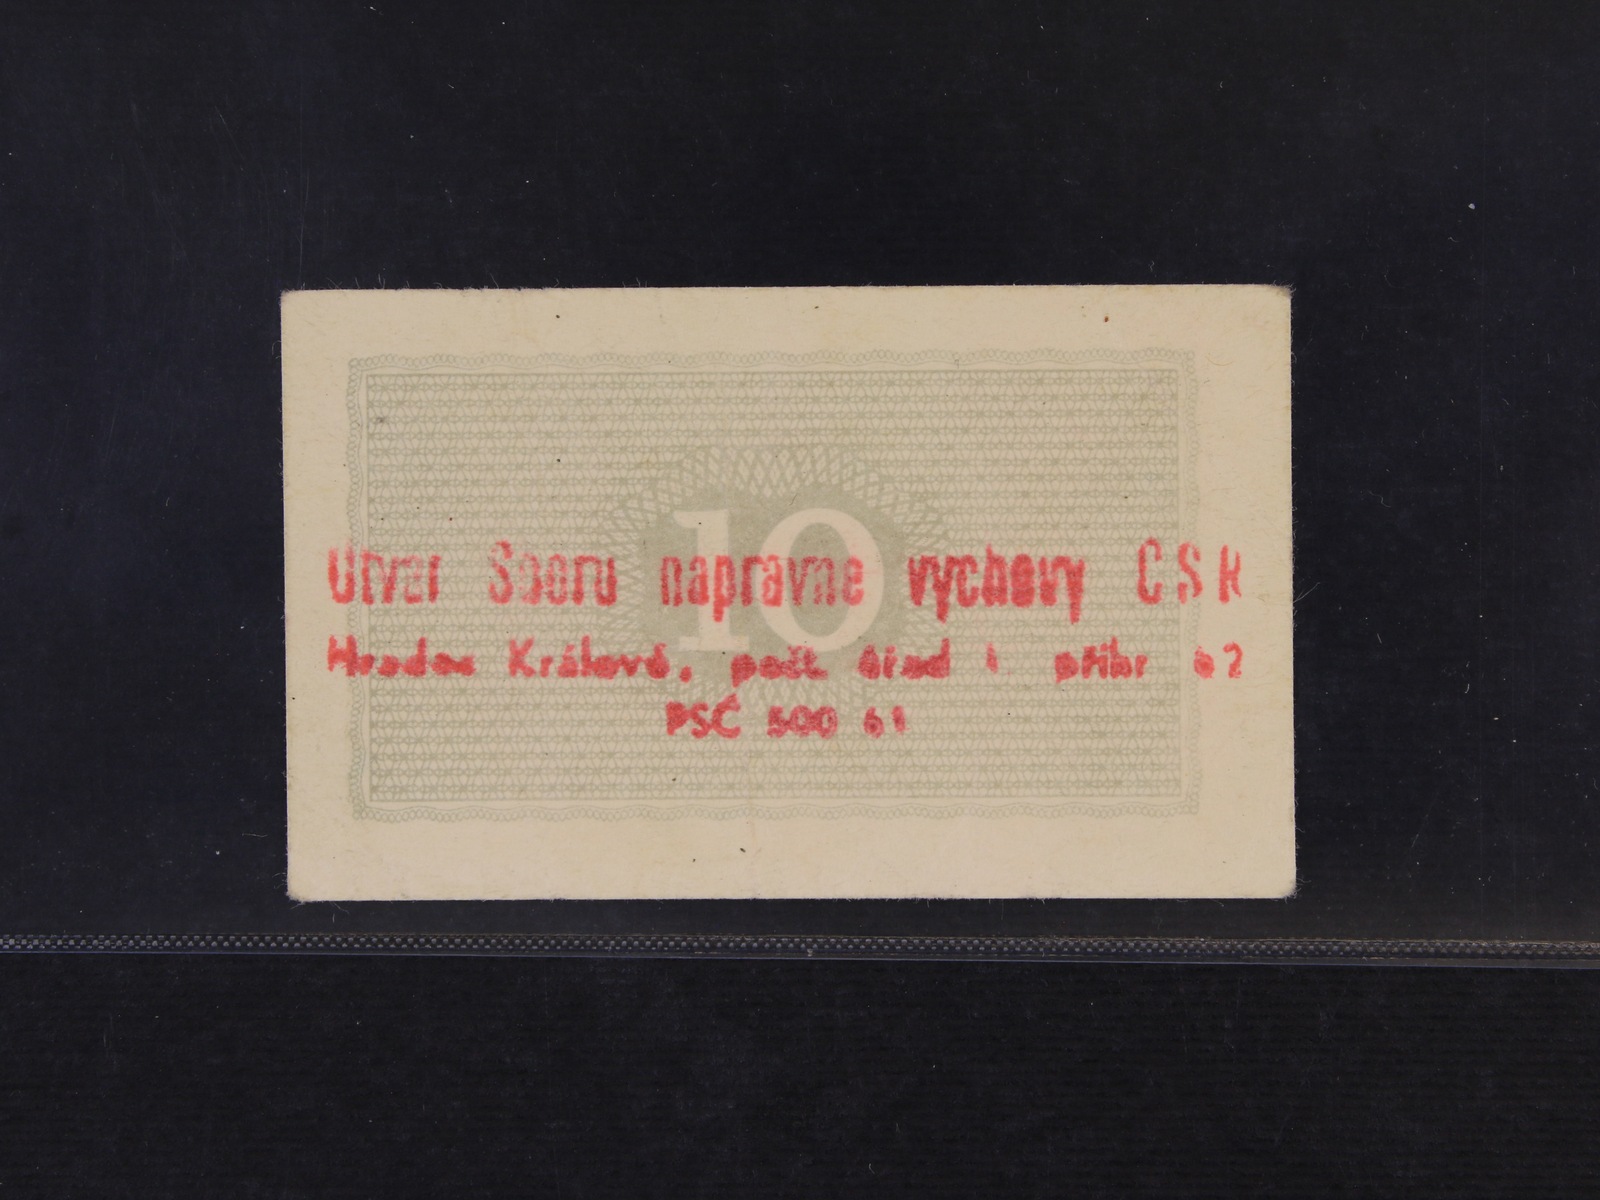 10
Útvar Sboru nápravné výchovy ČSR
Hradec Králové, pošt. úřad 1 přihr. 62
PSČ 500 61